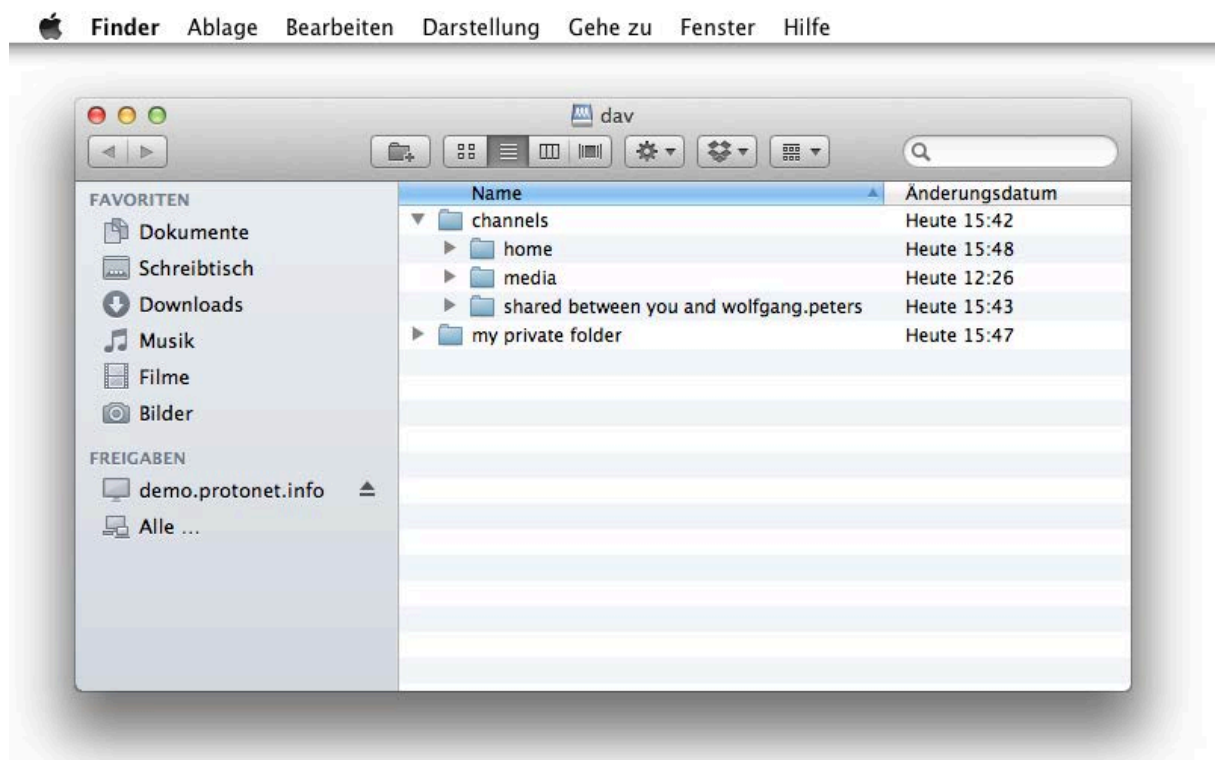 Finder Ablage Bearbeiten Darstellung Gehe zu Fenster Hilfe
dav
FAVORITEN
Dokumente
Schreibtisch
Downloads
Musik
Filme
Bilder
FREIGABEN
demo.protonet.info
Alle ...
Name Änderungsdatum
channels Heute 15:42
home Heute 15:48
media Heute 12:26
shared between you and wolfgang.peters Heute 15:43
my private folder Heute 15:47